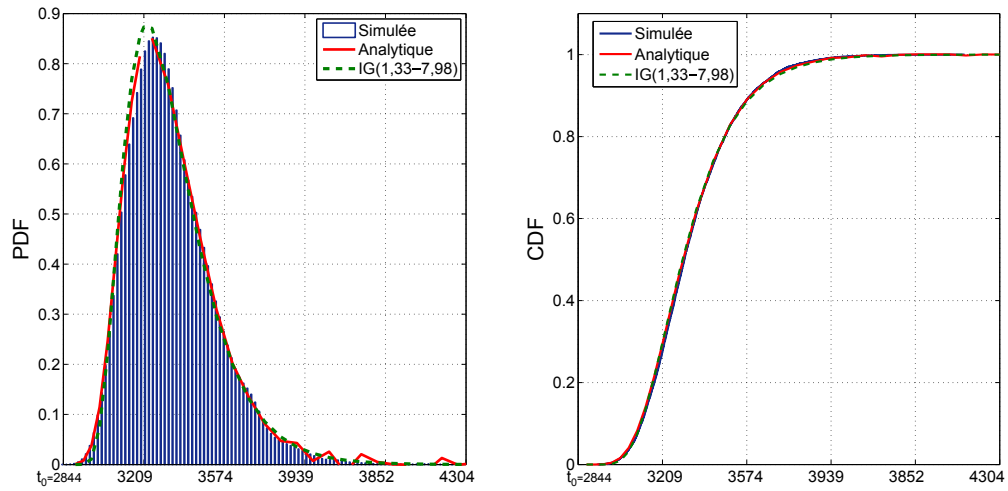 0.9
0.8
0.7
0.6
0.5
0.4
0.3
0.2
0.1
0
PDF
Simulée
Analytique
IG(1,33−7,98)
t0=2844 3209 3574 3939 3852 4304
1
0.8
0.6
0.4
0.2
0
CDF
Simulée
Analytique
IG(1,33−7,98)
t0=2844 3209 3574 3939 3852 4304